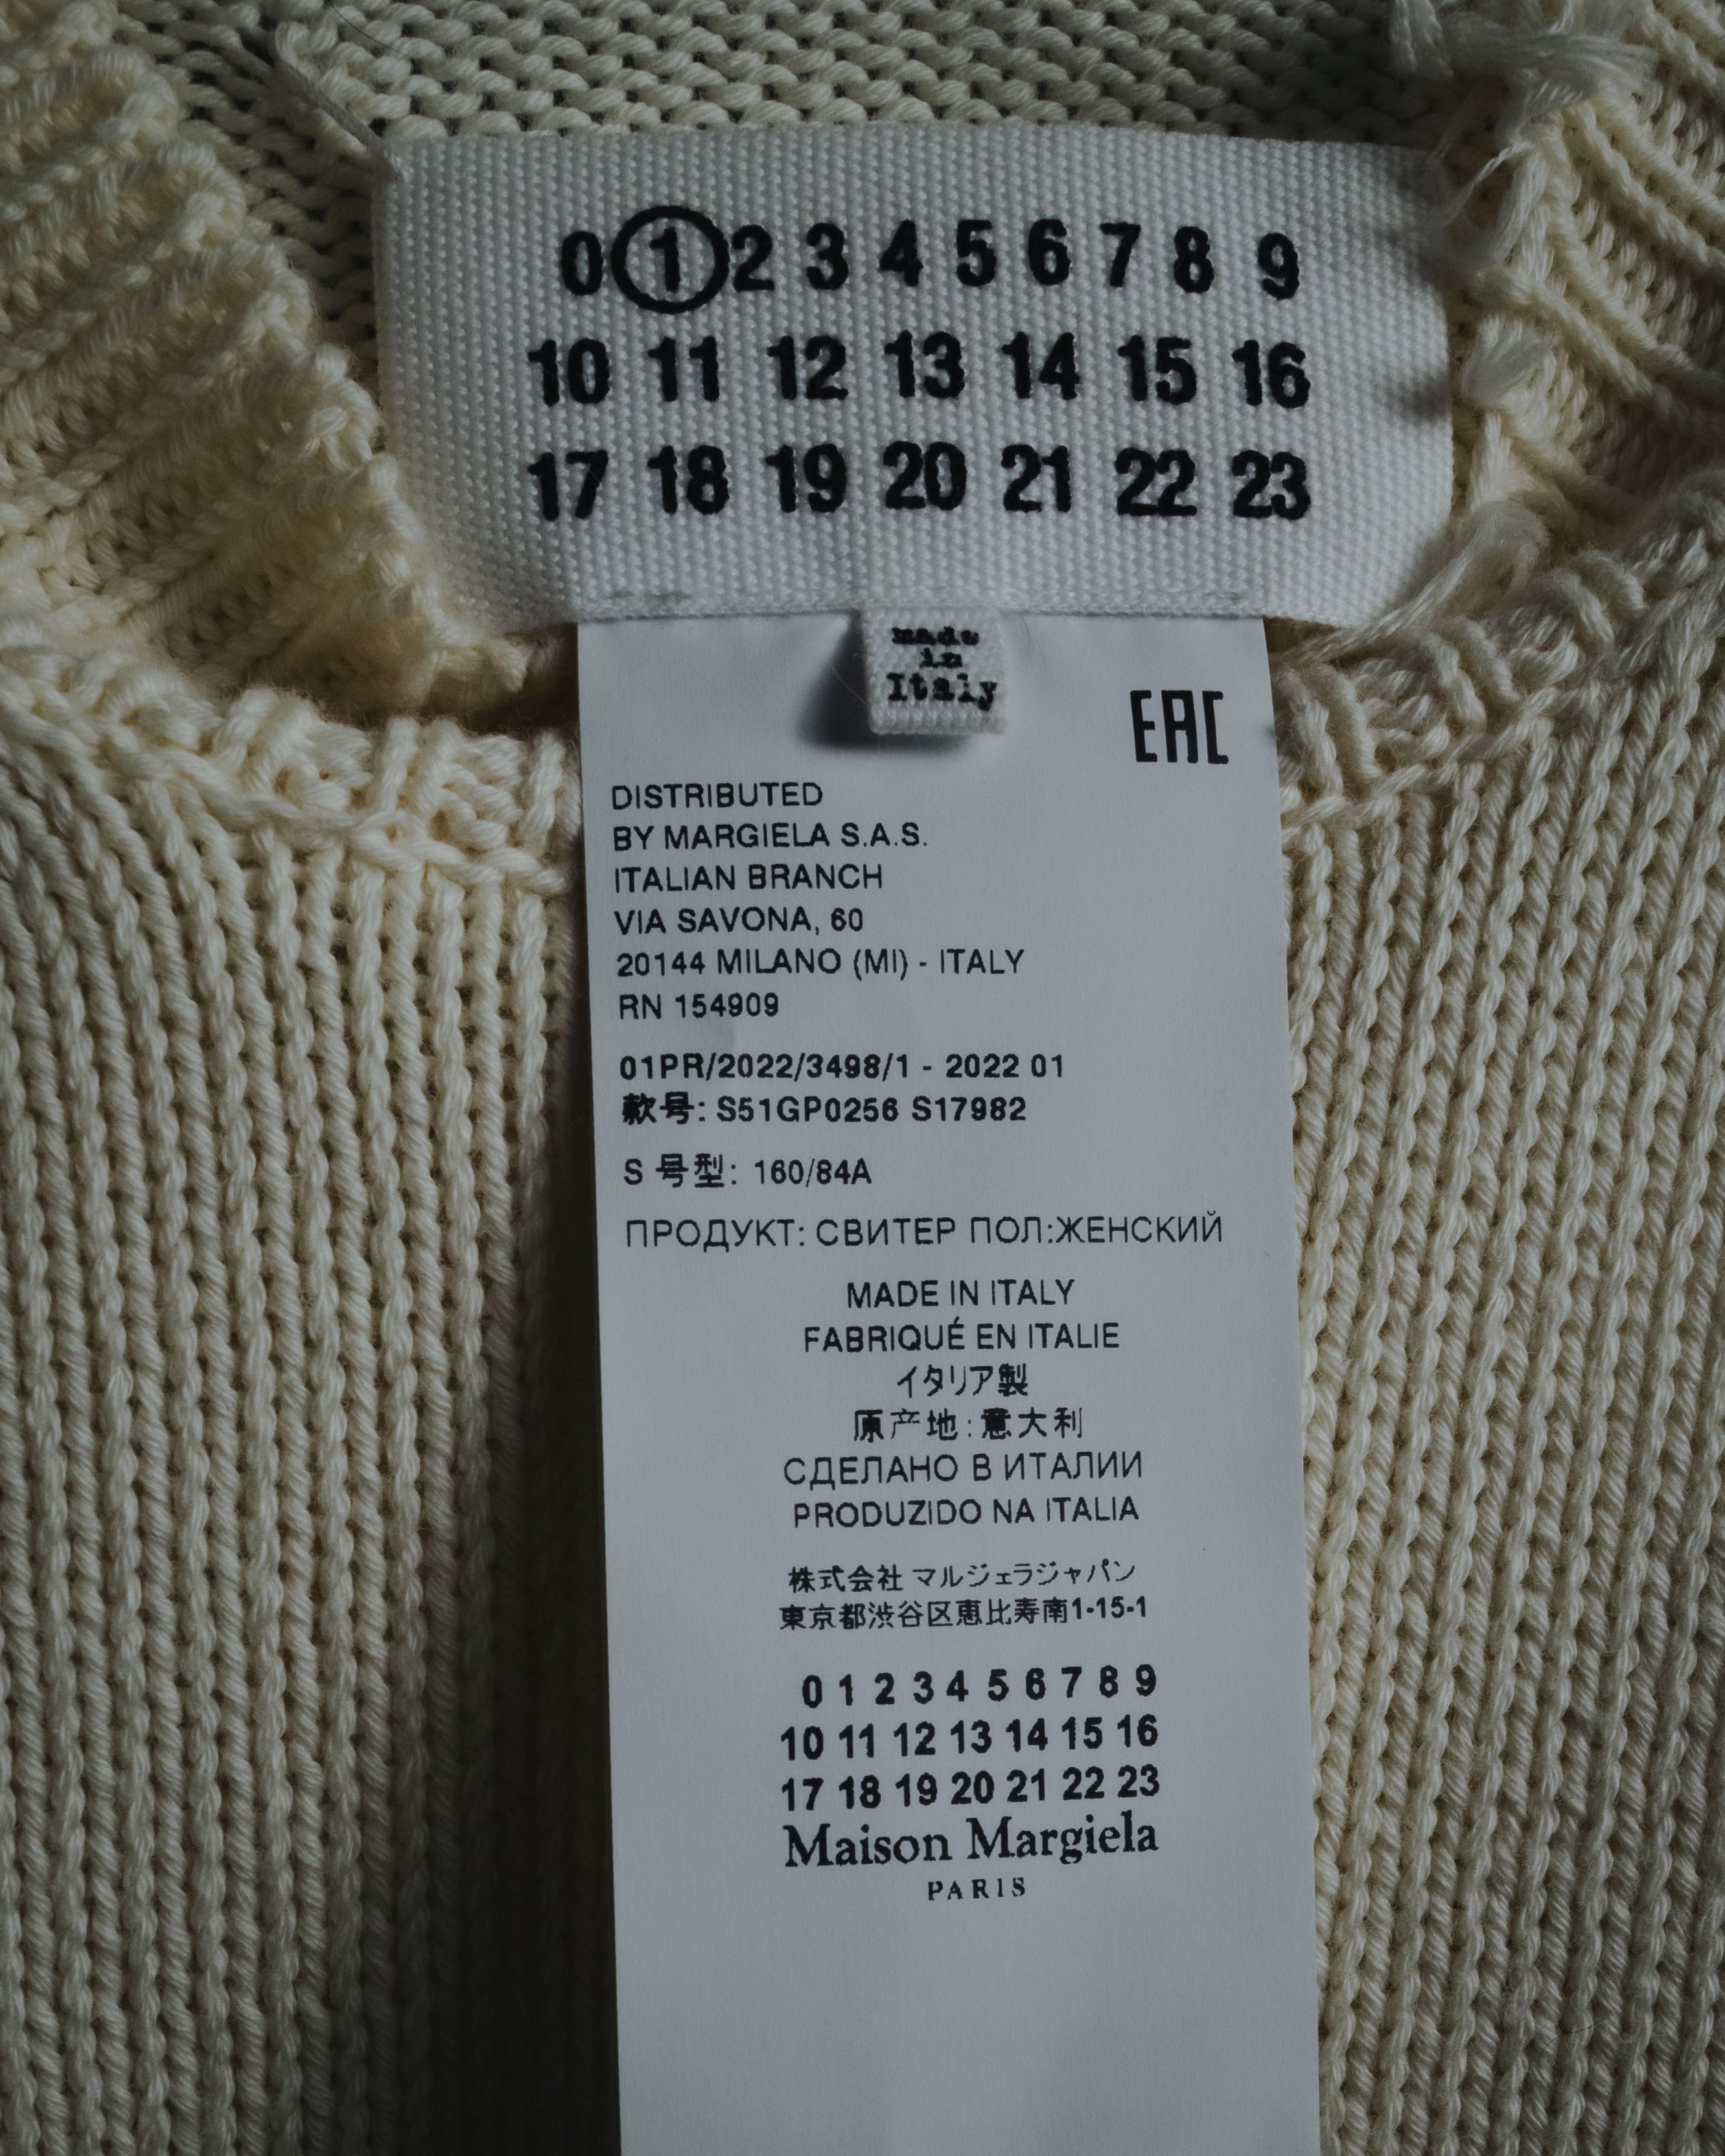 0 1 2 3 4 5 6 7 8 9
10 11 12 13 14 15 16
17 18 19 20 21 22 23
made
in
Italy
EAC
DISTRIBUTED
BY MARGIELA S.A.S.
ITALIAN BRANCH
VIA SAVONA, 60
20144 MILANO (MI) - ITALY
RN 154909
01PR/2022/3498/1 - 2022 01
款号: S51GP0256 S17982
S 号型: 160/84A
ПРОДУКТ: СВИТЕР ПОЛ:ЖЕНСКИЙ
MADE IN ITALY
FABRIQUÉ EN ITALIE
イタリア製
原产地:意大利
СДЕЛАНО В ИТАЛИИ
PRODUZIDO NA ITALIA
株式会社 マルジェラジャパン
東京都渋谷区恵比寿南1-15-1
0 1 2 3 4 5 6 7 8 9
10 11 12 13 14 15 16
17 18 19 20 21 22 23
Maison Margiela
PARIS